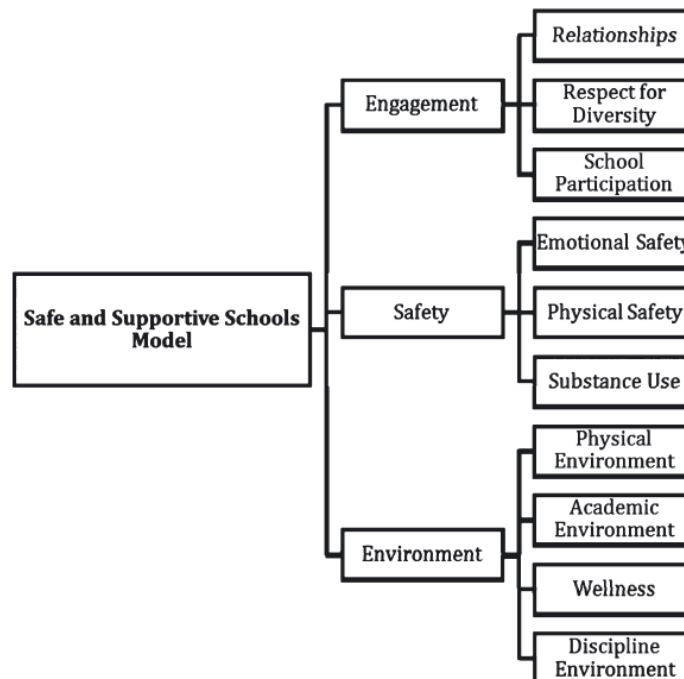 Relationships
Engagement
Respect for
Diversity
School
Participation
Emotional Safety
Safe and Supportive Schools
Model
Safety
Physical Safety
Substance Use
Physical
Environment
Academic
Environment
Environment
Wellness
Discipline
Environment